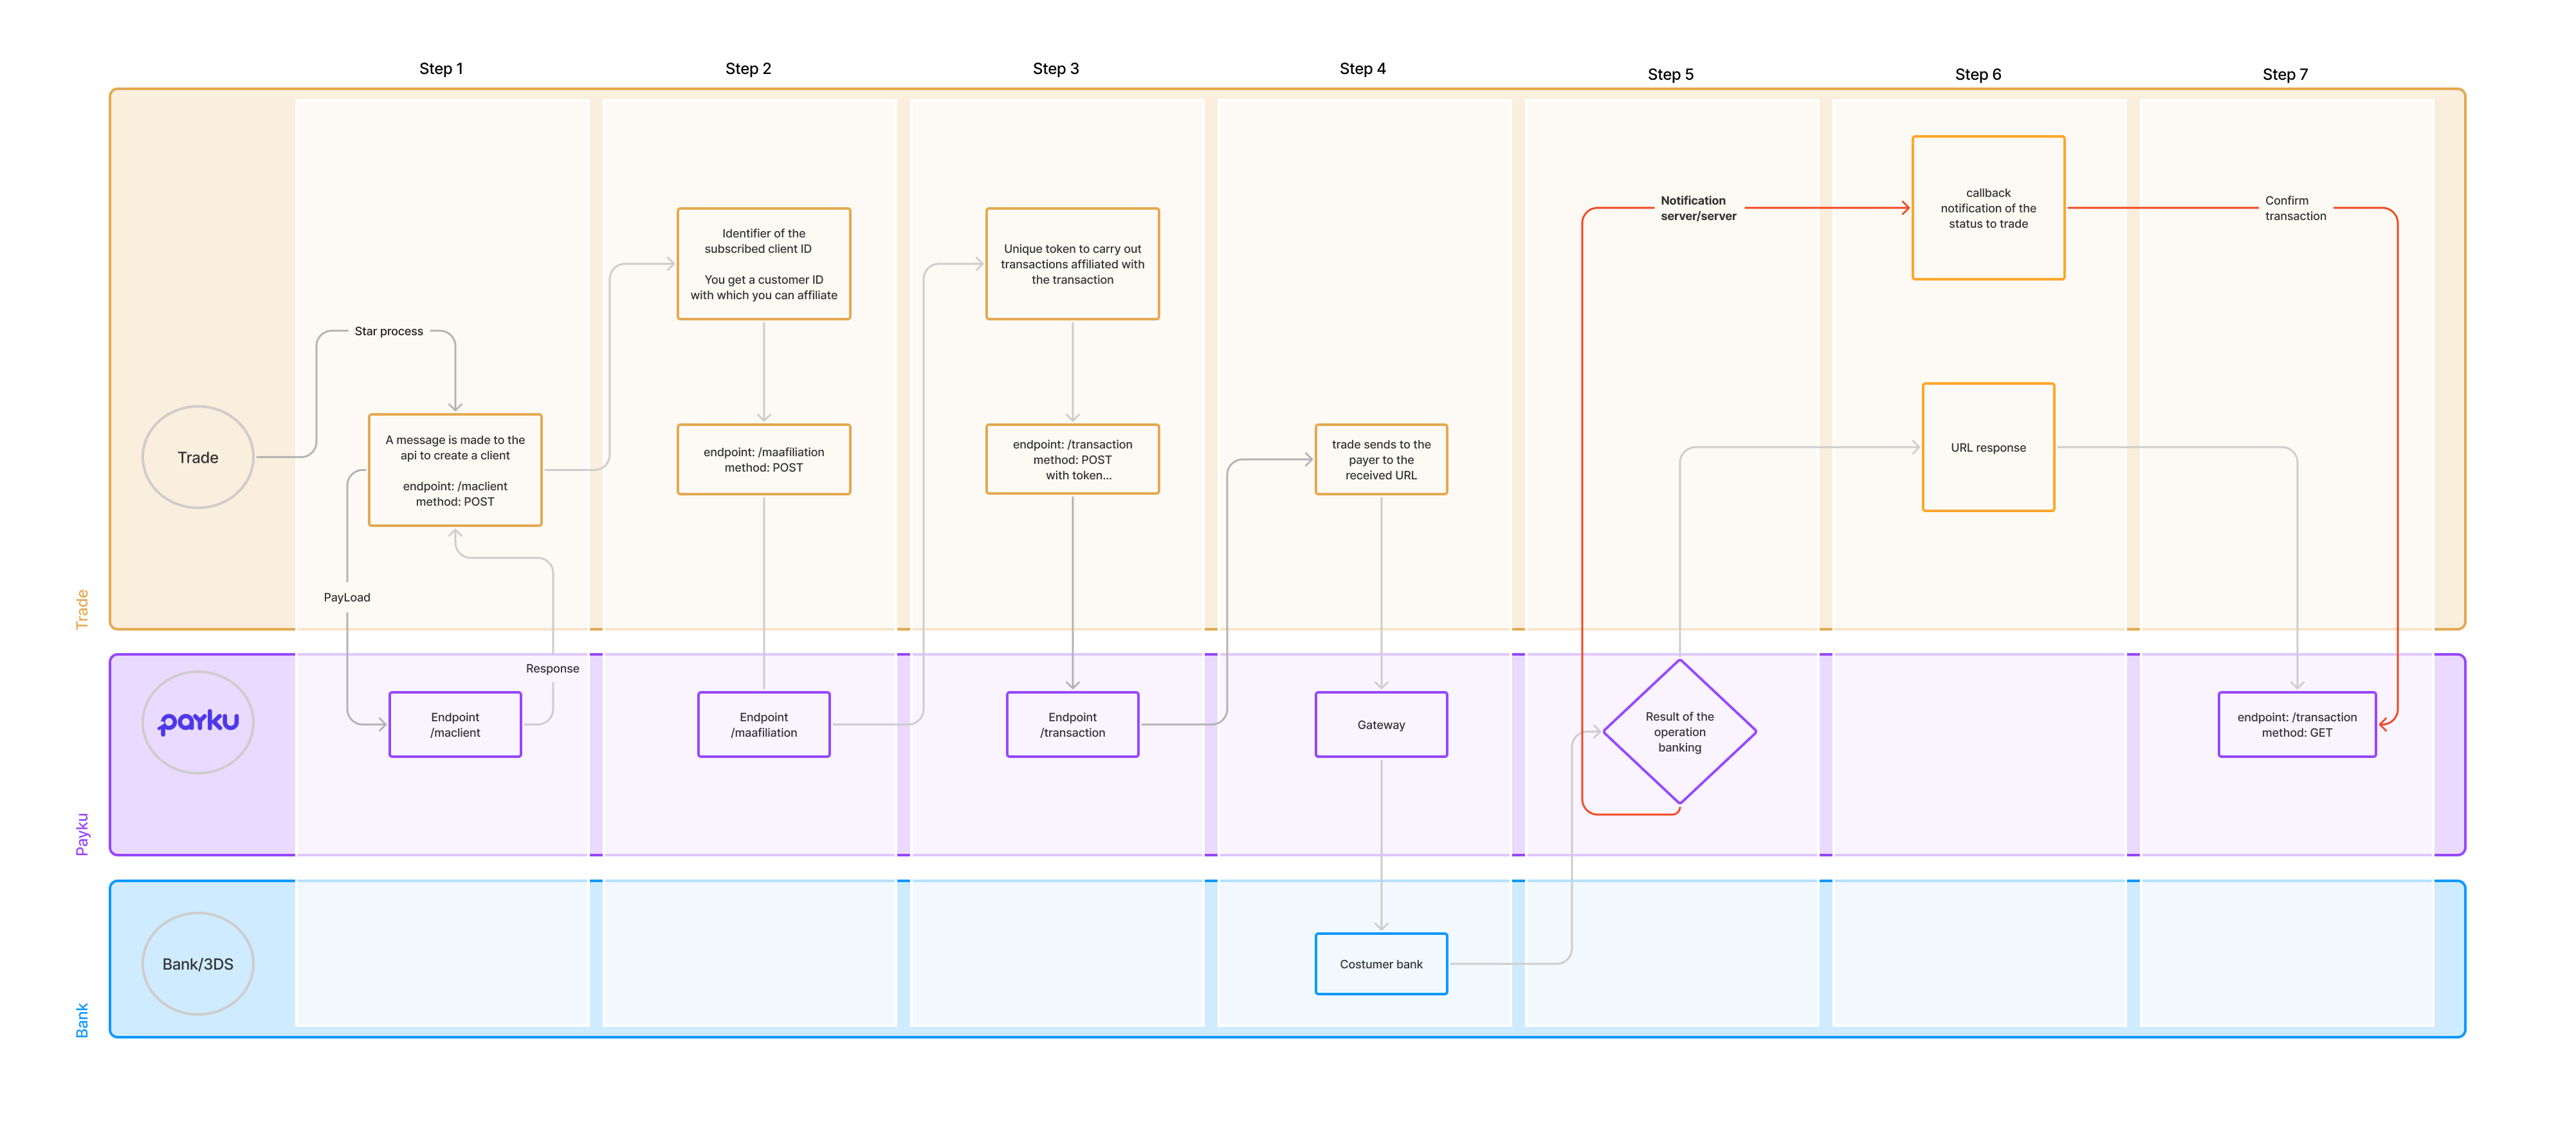 Step 1
Step 2
Step 3
Step 4
Step 5
Step 6
Step 7
Trade
Trade
Star process
A message is made to the
api to create a client
endpoint: /maclient
method: POST
PayLoad
Response
Identifier of the
subscribed client ID
You get a customer ID
with which you can affiliate
endpoint: /maafiliation
method: POST
Unique token to carry out
transactions affiliated with
the transaction
endpoint: /transaction
method: POST
with token...
trade sends to the
payer to the
received URL
Notification
server/server
callback
notification of the
status to trade
URL response
Confirm
transaction
Payku
payku
Endpoint
/maclient
Endpoint
/maafiliation
Endpoint
/transaction
Gateway
Result of the
operation
banking
endpoint: /transaction
method: GET
Bank
Bank/3DS
Costumer bank